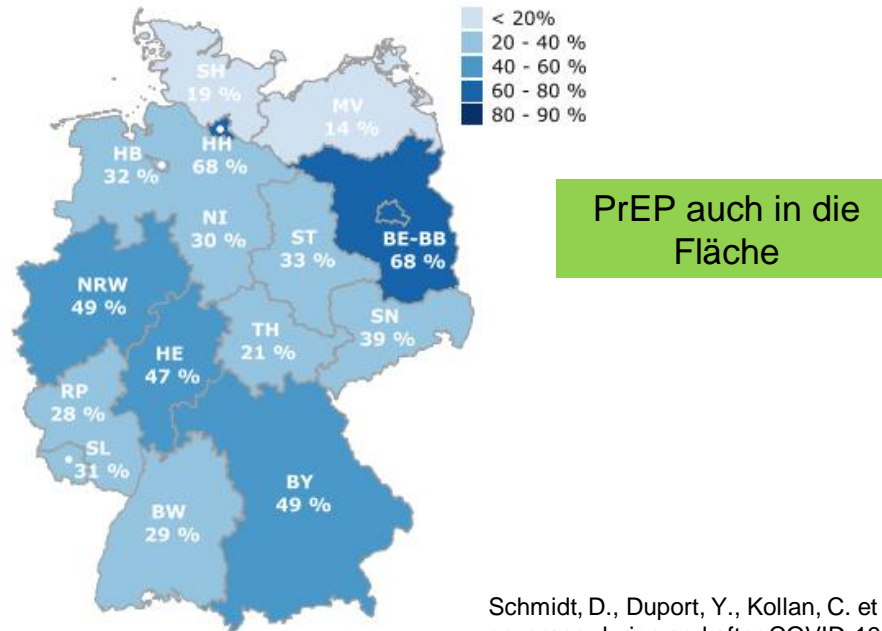 < 20%
20 - 40 %
40 - 60 %
60 - 80 %
80 - 90 %
SH
19 %
MV
14 %
HB
32 %
HH
68 %
NI
30 %
ST
33 %
BE-BB
68 %
PrEP auch in die
Fläche
NRW
49 %
HE
47 %
TH
21 %
SN
39 %
RP
28 %
SL
31 %
BW
29 %
BY
49 %
Schmidt, D., Duport, Y., Kollan, C. et